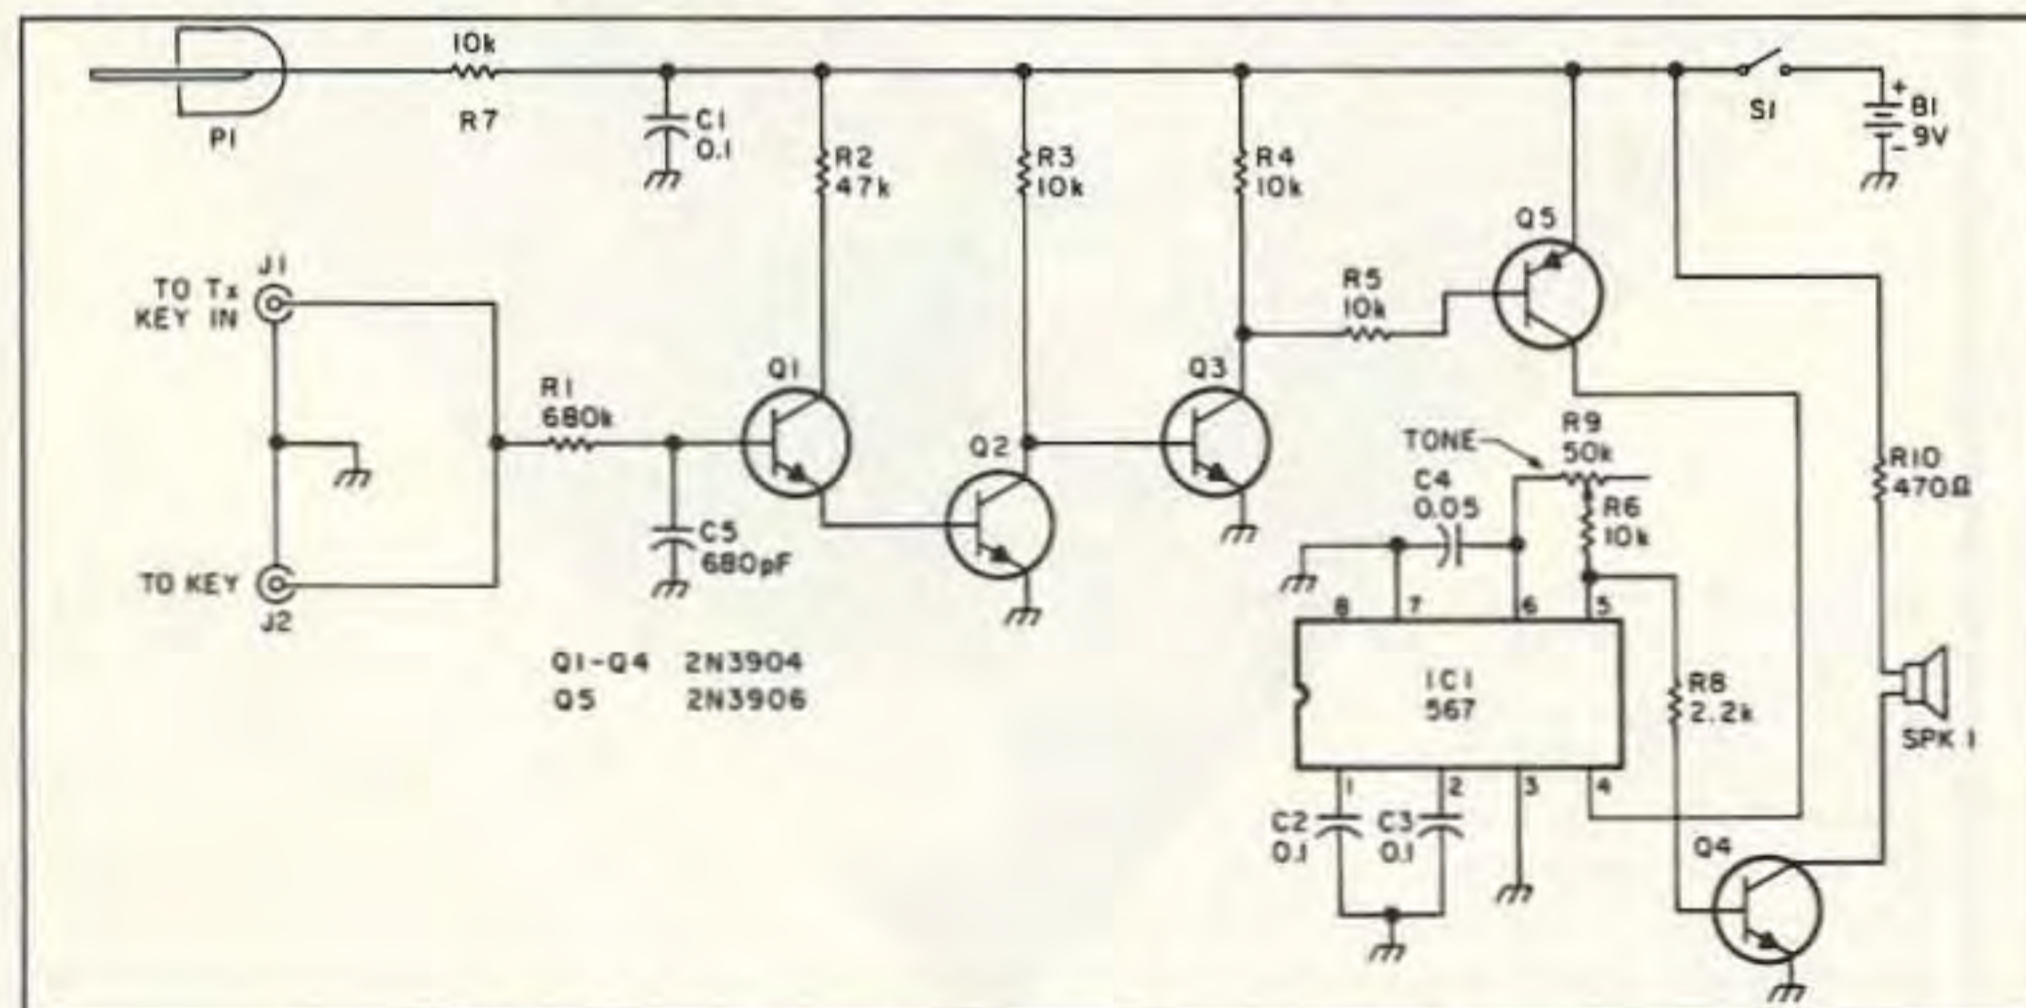 10k
R7
P1
C1
0.1
R2
47k
R3
10k
R4
10k
S1
+
B1
9V
-
Q5
J1
TO Tx
KEY IN
R5
10k
Q1
Q3
R1
680k
Q2
TONE
R9
50k
R10
470Ω
C4
0.05
R6
10k
C5
680pF
TO KEY
J2
8
7
6
5
Q1-Q4 2N3904
Q5 2N3906
IC1
567
R8
2.2k
SPK 1
1
2
3
4
C2
0.1
C3
0.1
Q4